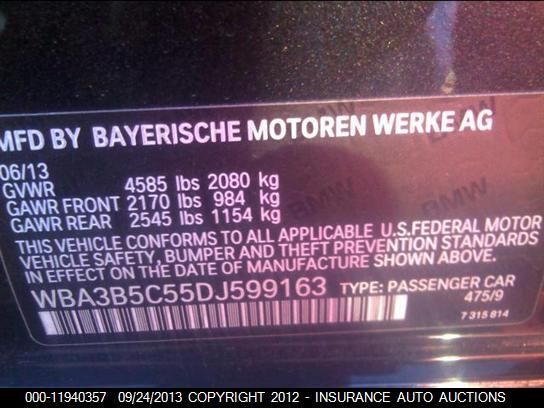 MFD BY BAYERISCHE MOTOREN WERKE AG
06/13
GVWR 4585 lbs 2080 kg
GAWR FRONT 2170 lbs 984 kg
GAWR REAR 2545 lbs 1154 kg
THIS VEHICLE CONFORMS TO ALL APPLICABLE U.S.FEDERAL MOTOR
VEHICLE SAFETY, BUMPER AND THEFT PREVENTION STANDARDS
IN EFFECT ON THE DATE OF MANUFACTURE SHOWN ABOVE.
WBA3B5C55DJ599163 TYPE: PASSENGER CAR
475/9
7 315 814
BMW
BMW
BMW
000-11940357 09/24/2013 COPYRIGHT 2012 - INSURANCE AUTO AUCTIONS